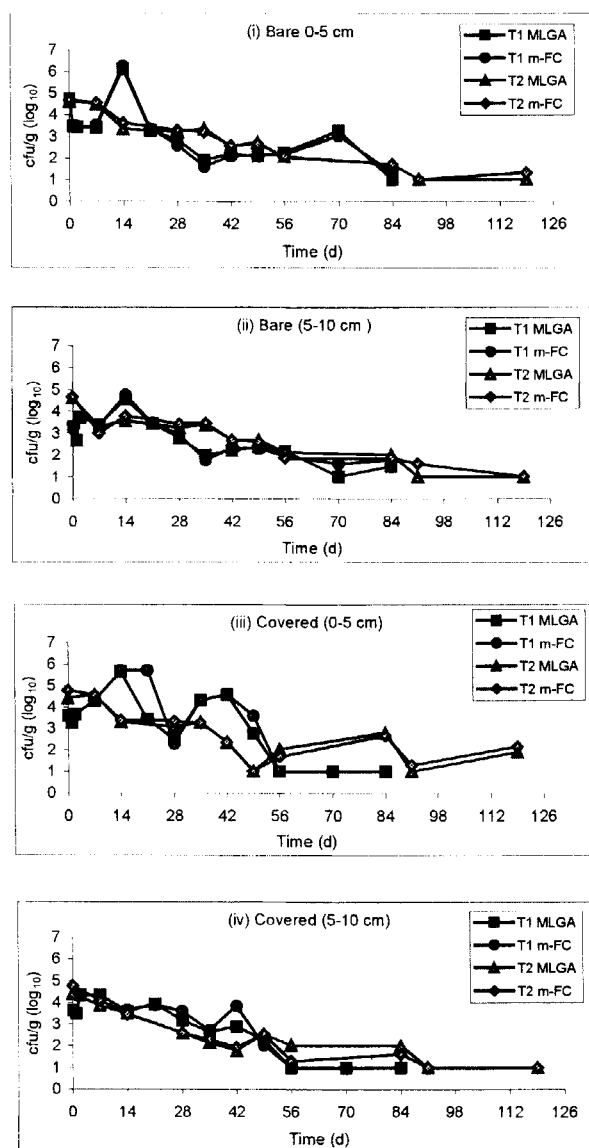 (i) Bare 0-5 cm
T1 MLGA
T1 m-FC
T2 MLGA
T2 m-FC
cfu/g (log10)
7
6
5
4
3
2
1
0
0 14 28 42 56 70 84 98 112 126
Time (d)
(ii) Bare (5-10 cm )
T1 MLGA
T1 m-FC
T2 MLGA
T2 m-FC
cfu/g (log10)
7
6
5
4
3
2
1
0
0 14 28 42 56 70 84 98 112 126
Time (d)
(iii) Covered (0-5 cm)
T1 MLGA
T1 m-FC
T2 MLGA
T2 m-FC
cfu/g (log10)
7
6
5
4
3
2
1
0
0 14 28 42 56 70 84 98 112 126
Time (d)
(iv) Covered (5-10 cm)
T1 MLGA
T1 m-FC
T2 MLGA
T2 m-FC
cfu/g (log10)
7
6
5
4
3
2
1
0
0 14 28 42 56 70 84 98 112 126
Time (d)